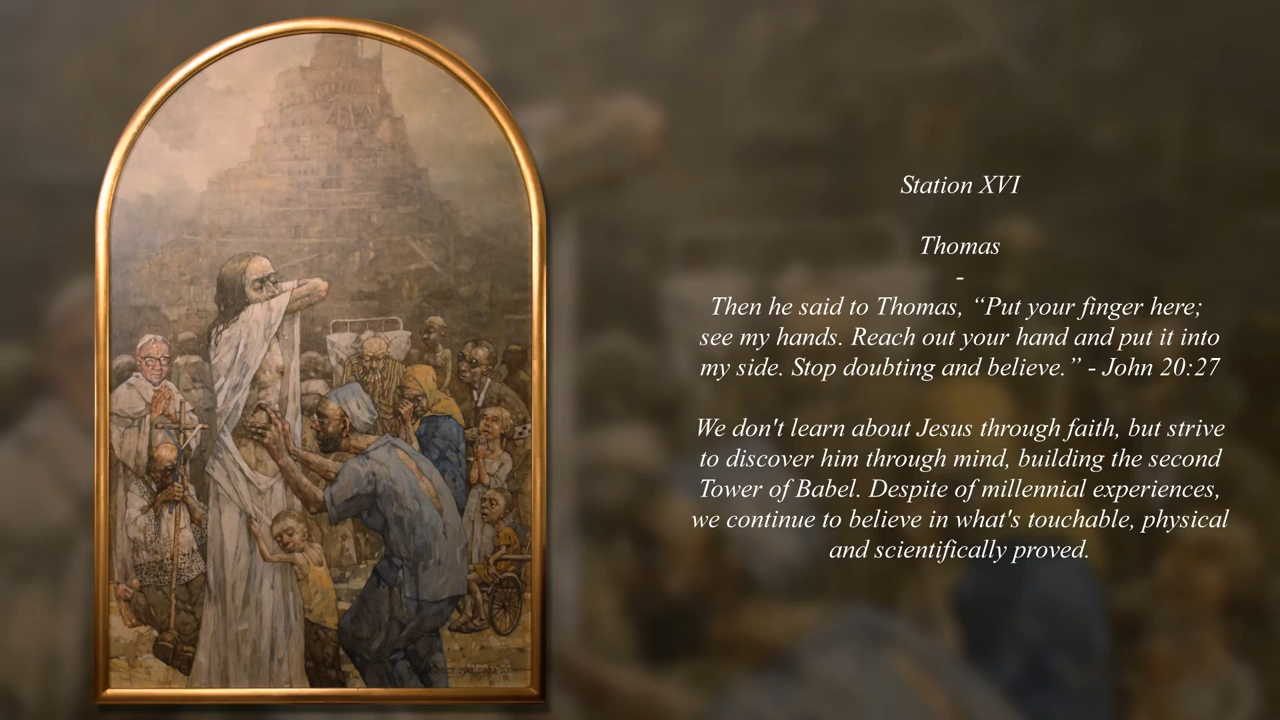 Station XVI
Thomas
-
Then he said to Thomas, “Put your finger here;
see my hands. Reach out your hand and put it into
my side. Stop doubting and believe.” - John 20:27
We don't learn about Jesus through faith, but strive
to discover him through mind, building the second
Tower of Babel. Despite of millennial experiences,
we continue to believe in what's touchable, physical
and scientifically proved.